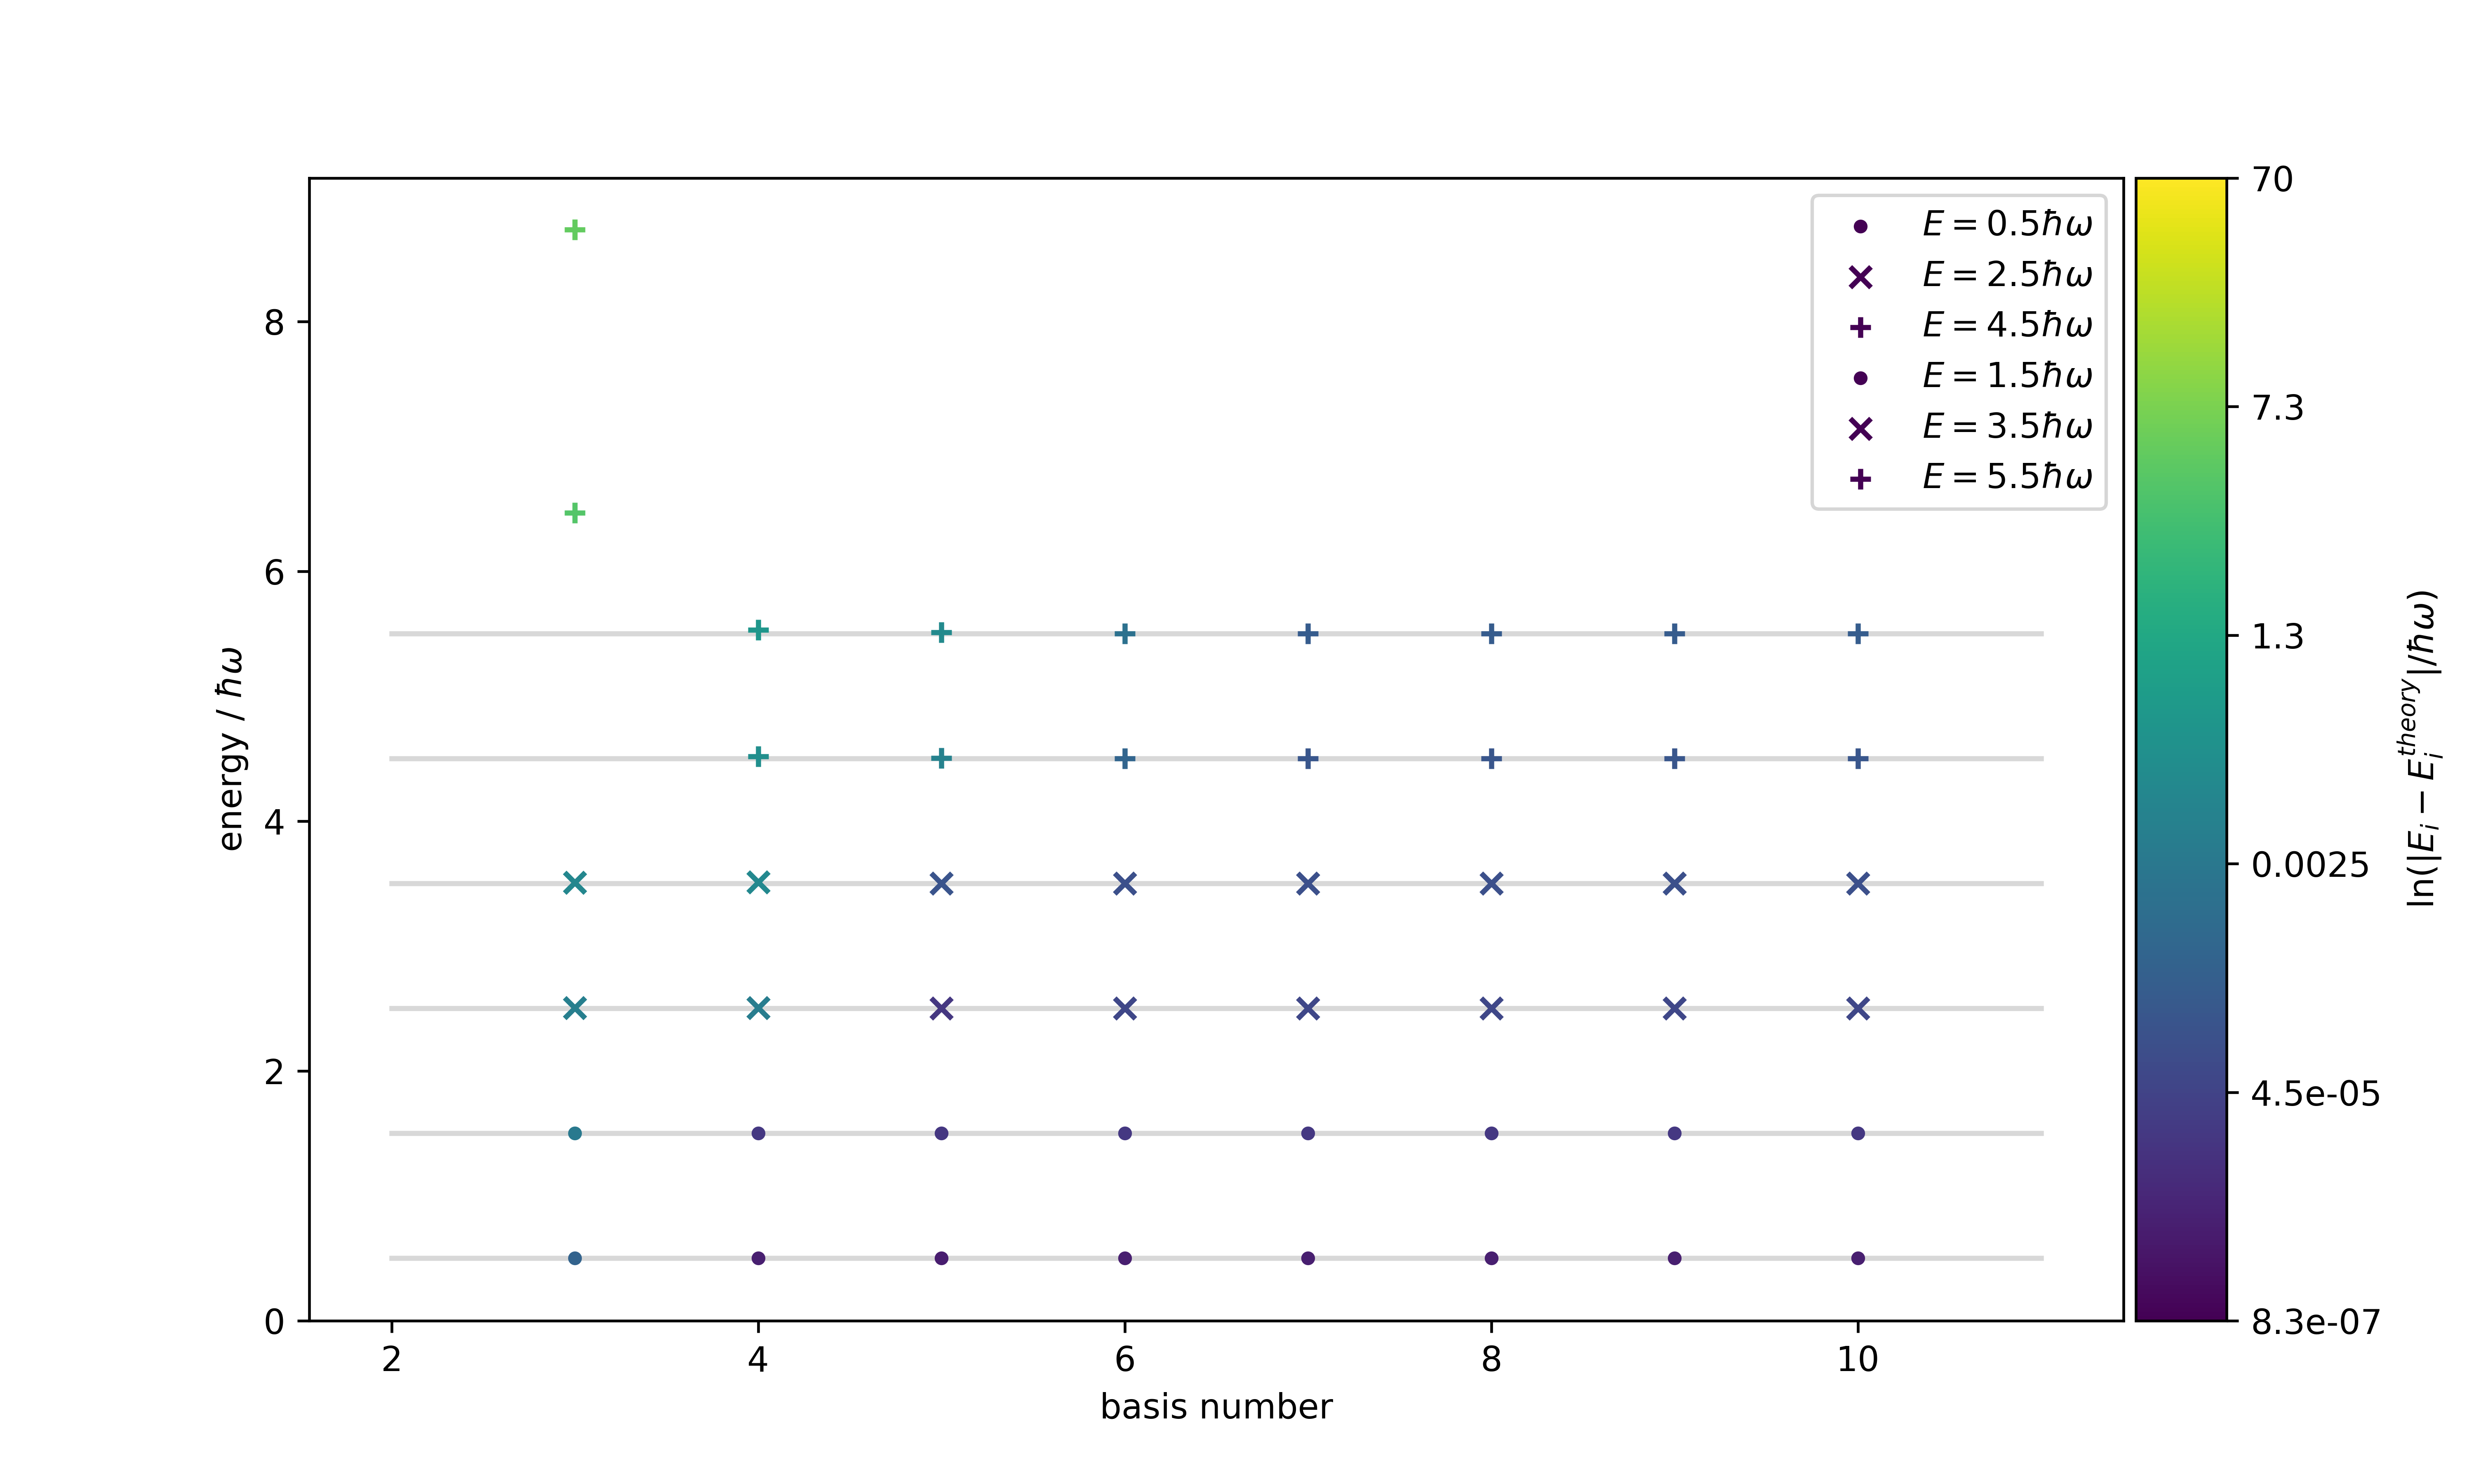 E = 0.5ħω
E = 2.5ħω
E = 4.5ħω
E = 1.5ħω
E = 3.5ħω
E = 5.5ħω
8
6
4
2
0
energy / ħω
2
4
6
8
10
basis number
70
7.3
1.3
0.0025
4.5e-05
8.3e-07
ln(|E_i − E_i^{theory}|/ħω)